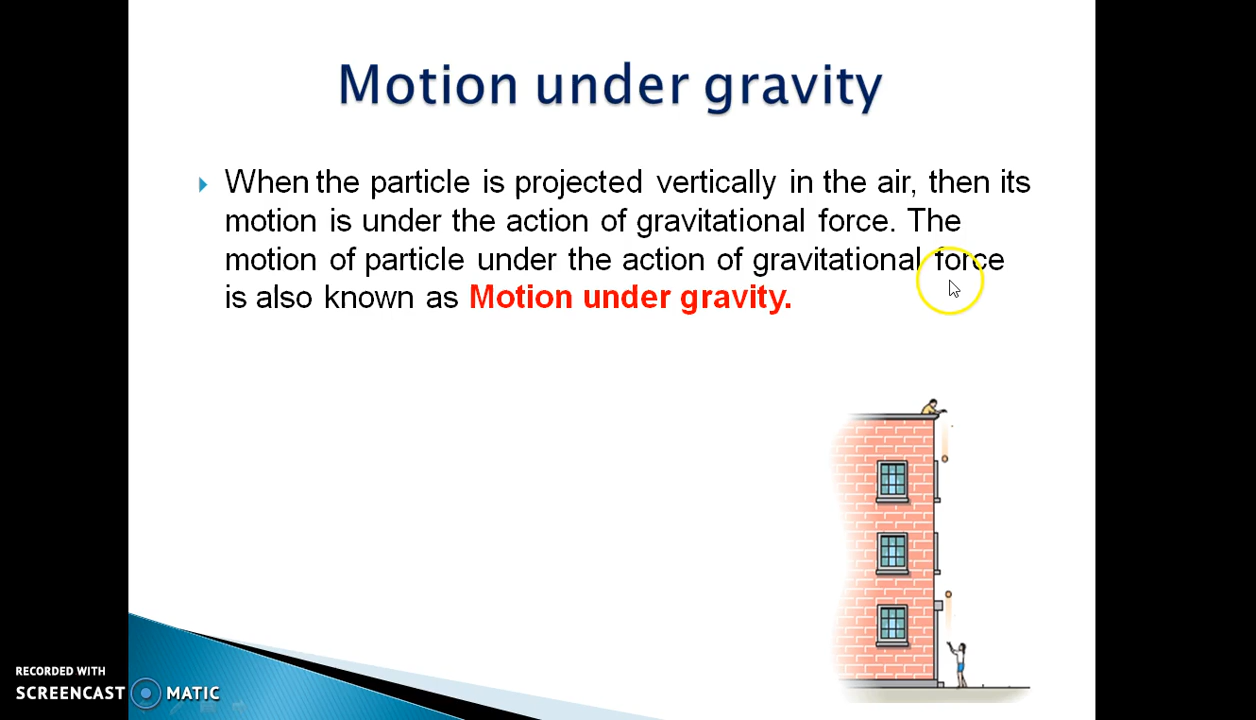 Motion under gravity
When the particle is projected vertically in the air, then its
motion is under the action of gravitational force. The
motion of particle under the action of gravitational force
is also known as Motion under gravity.
RECORDED WITH
SCREENCAST MATIC